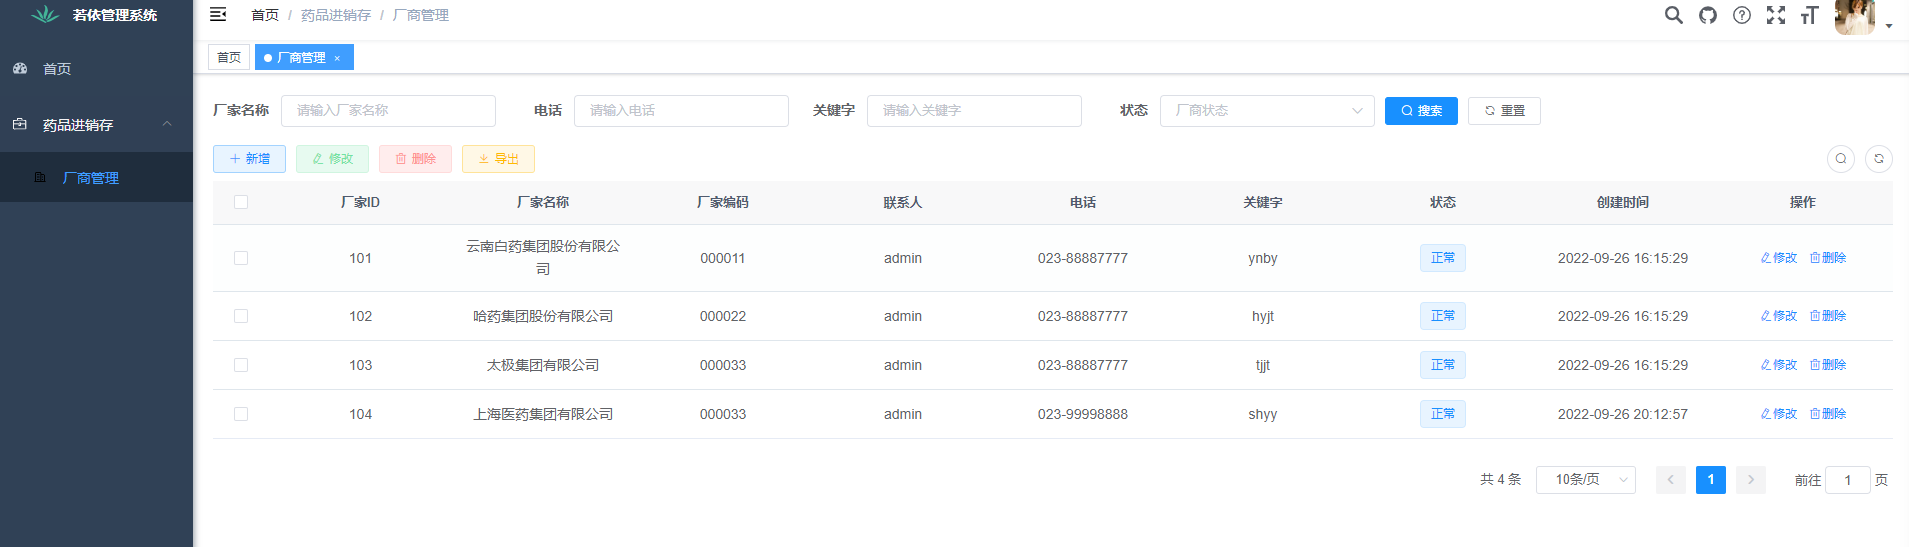 若依管理系统
首页 / 药品进销存 / 厂商管理
首页
厂商管理 ×
首页
药品进销存
厂商管理
厂家名称 请输入厂家名称 电话 请输入电话 关键字 请输入关键字 状态 厂商状态 搜索 重置
新增 修改 删除 导出
厂家ID 厂家名称 厂家编码 联系人 电话 关键字 状态 创建时间 操作
101 云南白药集团股份有限公 000011 admin 023-88887777 ynby 正常 2022-09-26 16:15:29 修改 删除
司
102 哈药集团股份有限公司 000022 admin 023-88887777 hyjt 正常 2022-09-26 16:15:29 修改 删除
103 太极集团有限公司 000033 admin 023-88887777 tjjt 正常 2022-09-26 16:15:29 修改 删除
104 上海医药集团有限公司 000033 admin 023-99998888 shyy 正常 2022-09-26 20:12:57 修改 删除
共 4 条 10条/页 1 前往 1 页